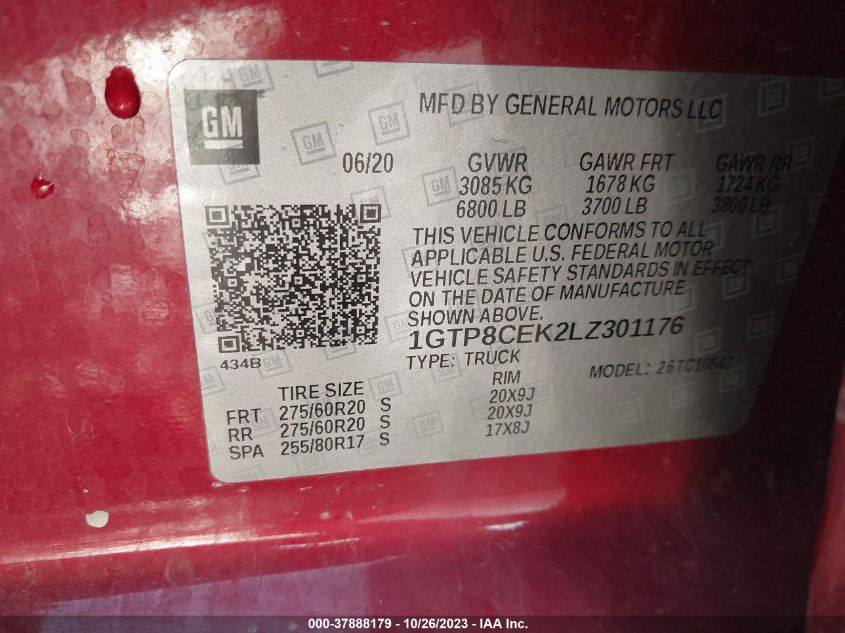 GM
MFD BY GENERAL MOTORS LLC
06/20 GVWR GAWR FRT GAWR RR
3085 KG 1678 KG 1724 KG
6800 LB 3700 LB 3800 LB
THIS VEHICLE CONFORMS TO ALL
APPLICABLE U.S. FEDERAL MOTOR
VEHICLE SAFETY STANDARDS IN EFFECT
ON THE DATE OF MANUFACTURE
SHOWN ABOVE.
1GTP8CEK2LZ301176
TYPE: TRUCK
MODEL:
434B
TIRE SIZE RIM
FRT 275/60R20 S 20X9J
RR 275/60R20 S 20X9J
SPA 255/80R17 S 17X8J
000-37888179 - 10/26/2023 - IAA Inc.